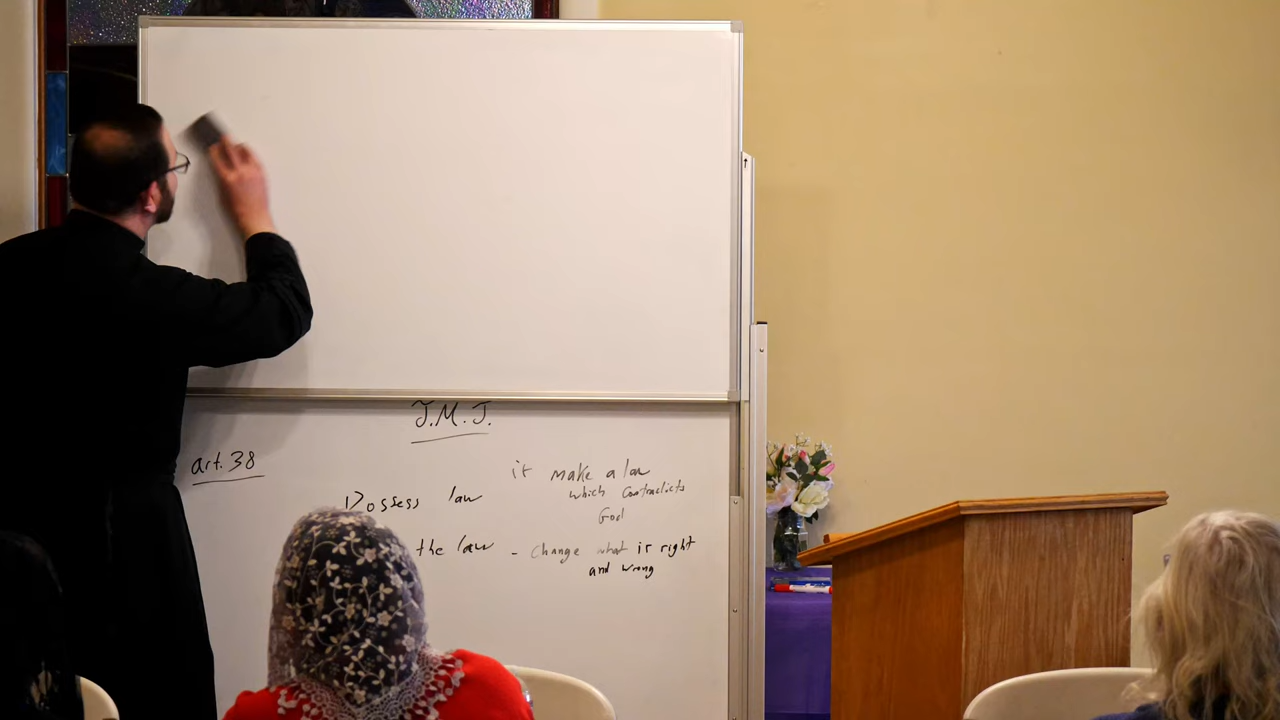 J.M.J.
art. 38
it make a law
which contradicts
God
Possess law
the law - change what is right
and wrong